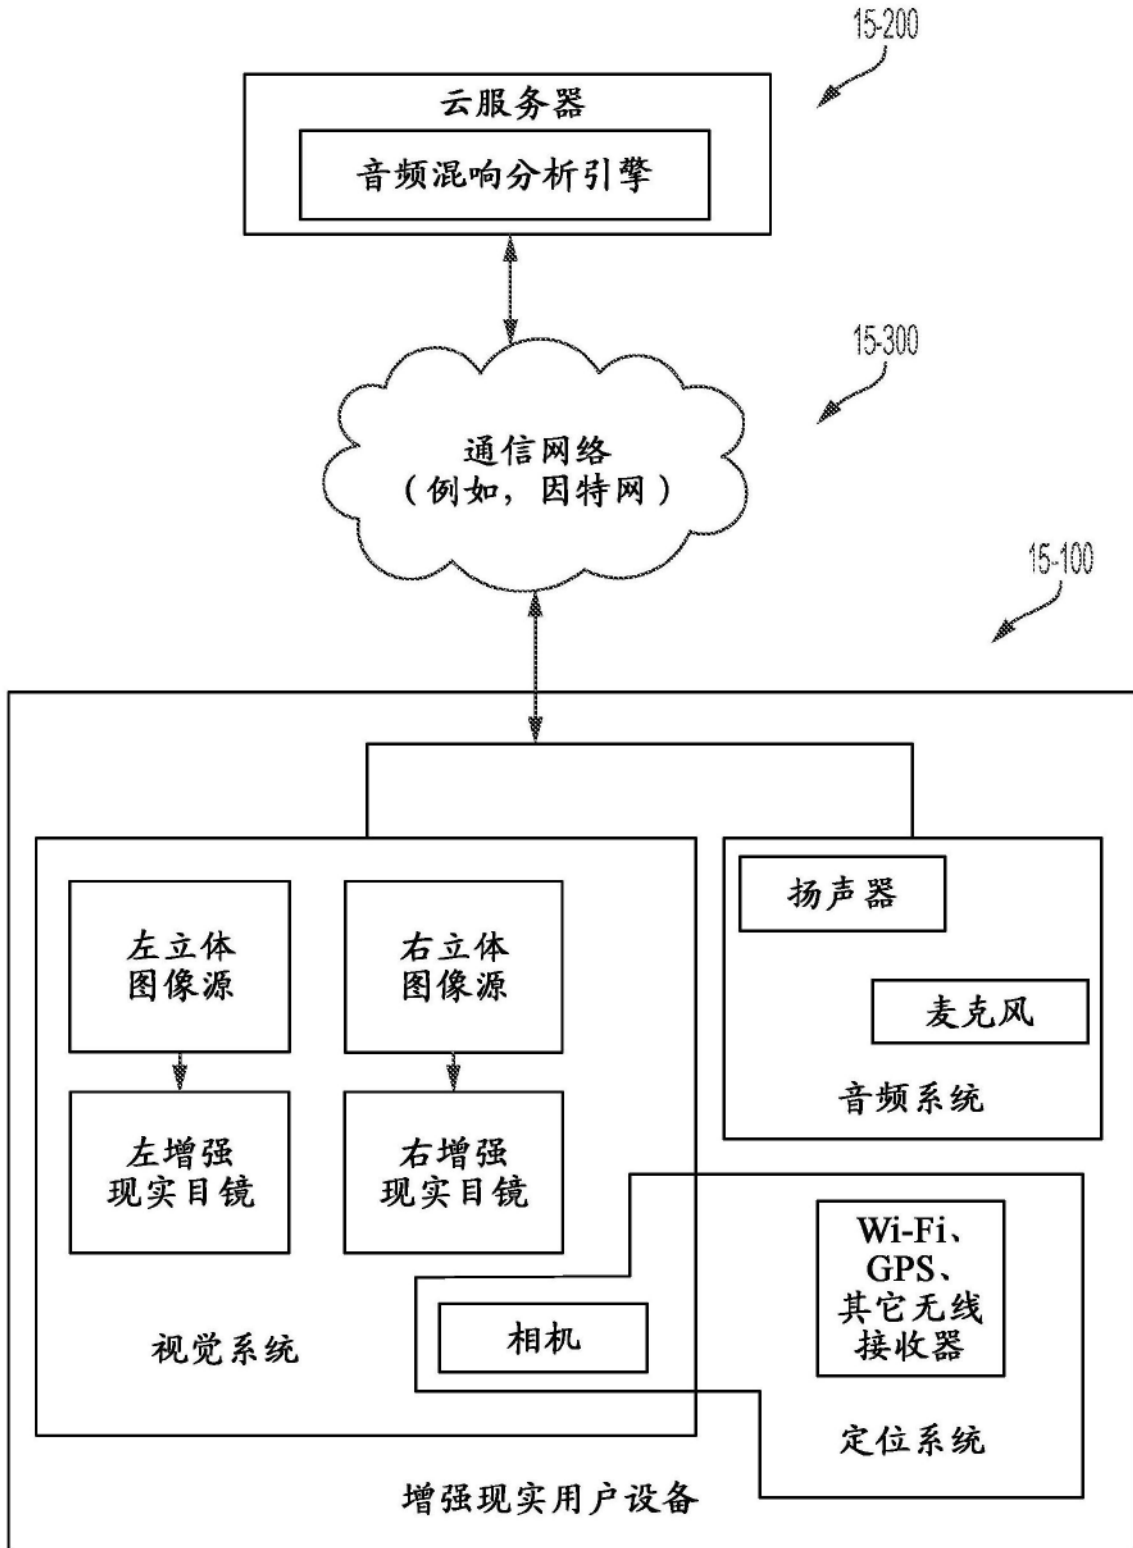 15-200
云服务器
音频混响分析引擎
15-300
通信网络
（例如，因特网）
15-100
扬声器
左立体
图像源
右立体
图像源
麦克风
音频系统
左增强
现实目镜
右增强
现实目镜
Wi-Fi、
GPS、
其它无线
接收器
相机
视觉系统
定位系统
增强现实用户设备